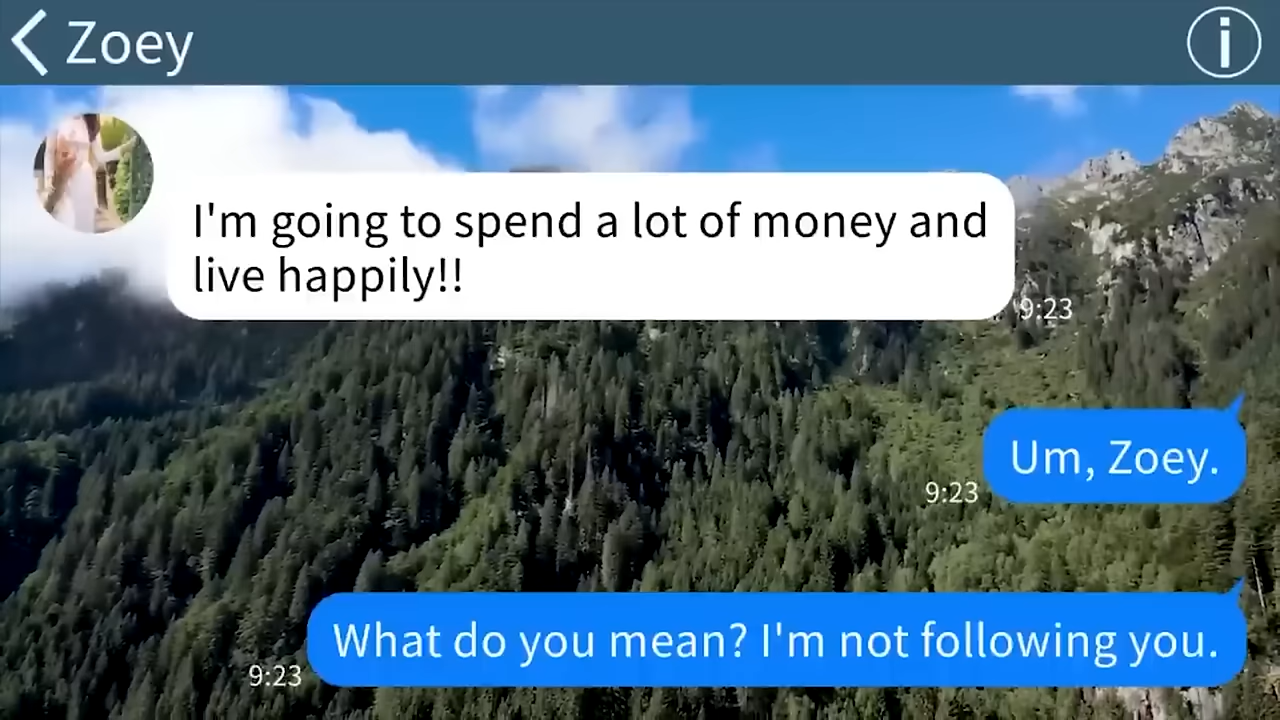 Zoey
I'm going to spend a lot of money and
live happily!!
9:23
Um, Zoey.
9:23
What do you mean? I'm not following you.
9:23